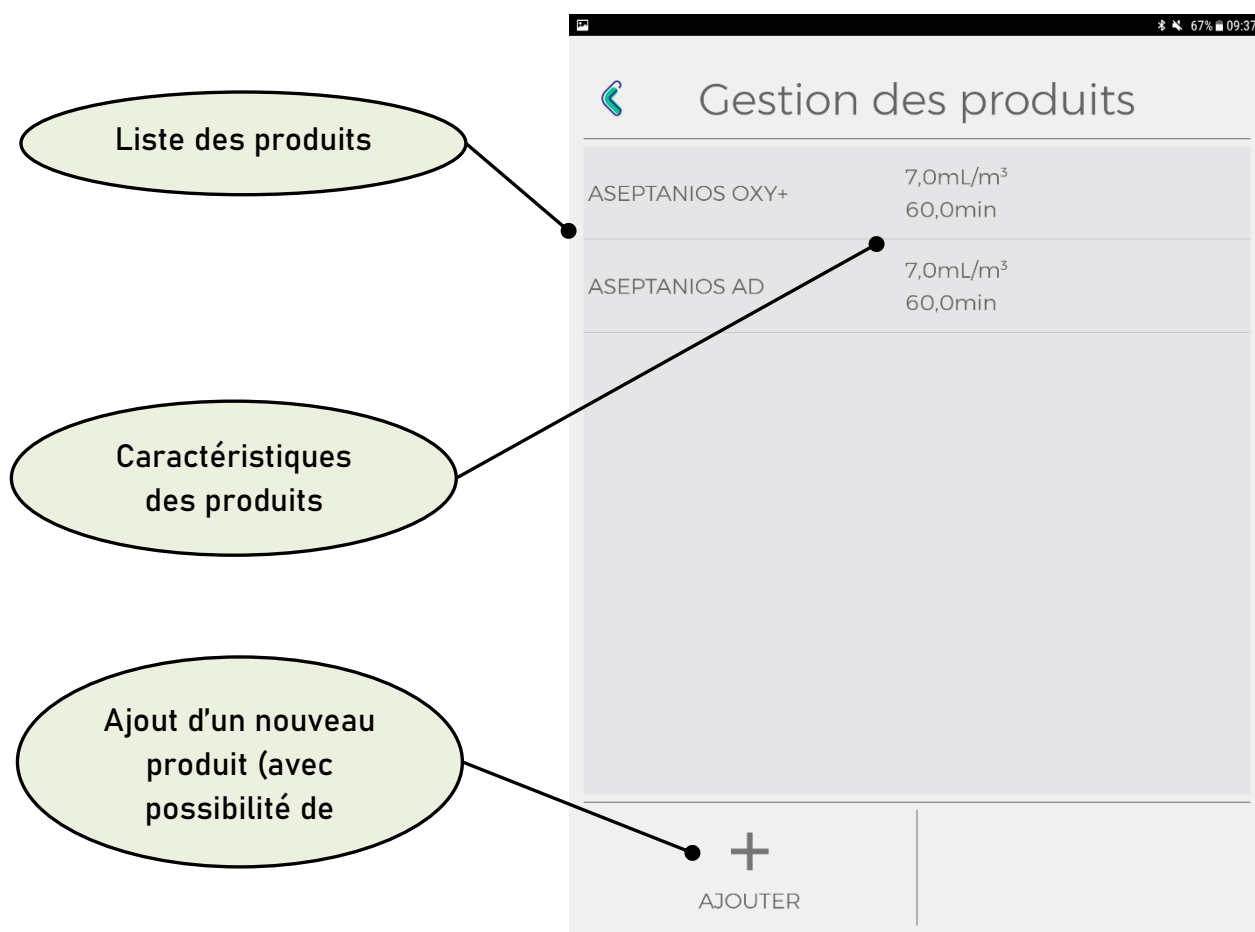 67% 09:37
Gestion des produits
Liste des produits
ASEPTANIOS OXY+
7,0mL/m³
60,0min
ASEPTANIOS AD
7,0mL/m³
60,0min
Caractéristiques
des produits
Ajout d'un nouveau
produit (avec
possibilité de
AJOUTER